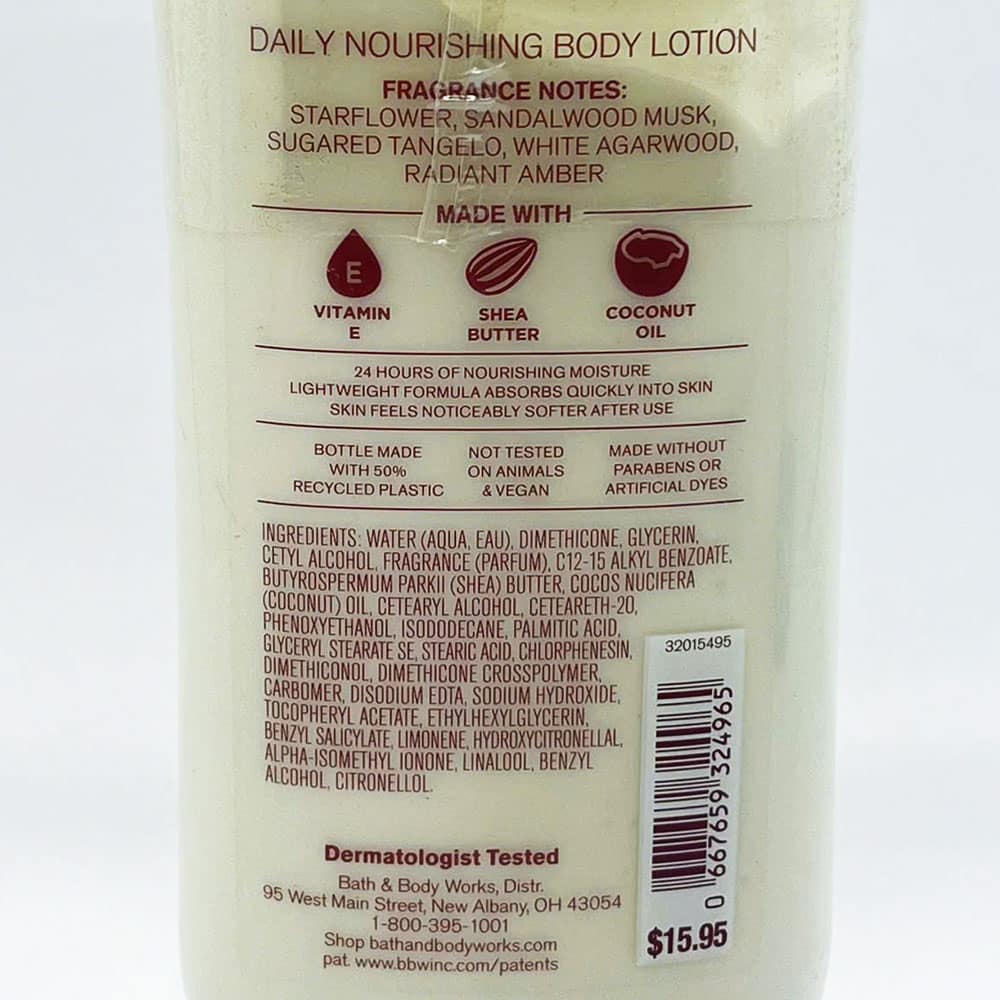 DAILY NOURISHING BODY LOTION
FRAGRANCE NOTES:
STARFLOWER, SANDALWOOD MUSK,
SUGARED TANGELO, WHITE AGARWOOD,
RADIANT AMBER
MADE WITH
E
VITAMIN
E
SHEA
BUTTER
COCONUT
OIL
24 HOURS OF NOURISHING MOISTURE
LIGHTWEIGHT FORMULA ABSORBS QUICKLY INTO SKIN
SKIN FEELS NOTICEABLY SOFTER AFTER USE
BOTTLE MADE
WITH 50%
RECYCLED PLASTIC
NOT TESTED
ON ANIMALS
& VEGAN
MADE WITHOUT
PARABENS OR
ARTIFICIAL DYES
INGREDIENTS: WATER (AQUA, EAU), DIMETHICONE, GLYCERIN,
CETYL ALCOHOL, FRAGRANCE (PARFUM), C12-15 ALKYL BENZOATE,
BUTYROSPERMUM PARKII (SHEA) BUTTER, COCOS NUCIFERA
(COCONUT) OIL, CETEARYL ALCOHOL, CETEARETH-20,
PHENOXYETHANOL, ISODODECANE, PALMITIC ACID,
GLYCERYL STEARATE SE, STEARIC ACID, CHLORPHENESIN,
DIMETHICONOL, DIMETHICONE CROSSPOLYMER,
CARBOMER, DISODIUM EDTA, SODIUM HYDROXIDE,
TOCOPHERYL ACETATE, ETHYLHEXYLGLYCERIN,
BENZYL SALICYLATE, LIMONENE, HYDROXYCITRONELLAL,
ALPHA-ISOMETHYL IONONE, LINALOOL, BENZYL
ALCOHOL, CITRONELLOL.
32015495
0 667659 324965
$15.95
Dermatologist Tested
Bath & Body Works, Distr.
95 West Main Street, New Albany, OH 43054
1-800-395-1001
Shop bathandbodyworks.com
pat. www.bbwinc.com/patents